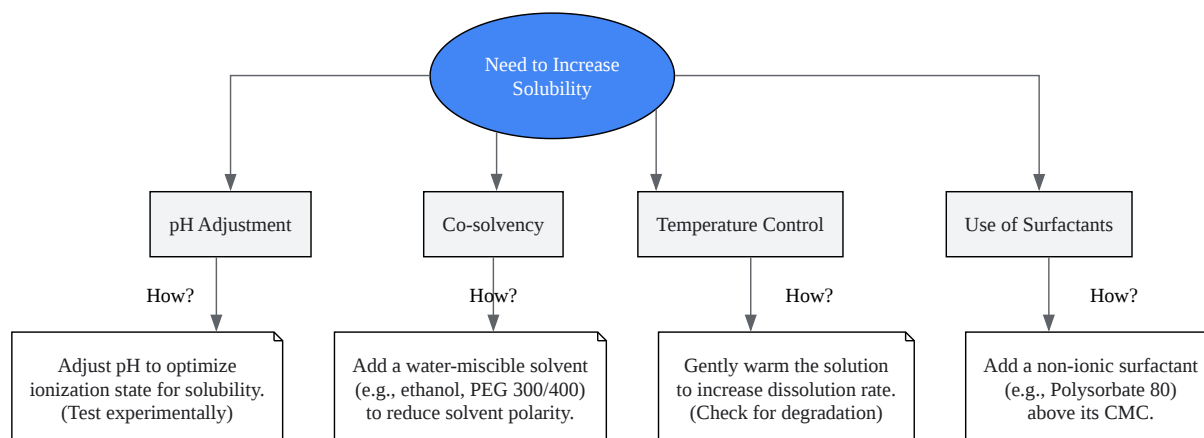 Need to Increase
Solubility
pH Adjustment
Co-solvency
Temperature Control
Use of Surfactants
How?
How?
How?
How?
Adjust pH to optimize
ionization state for solubility.
(Test experimentally)
Add a water-miscible solvent
(e.g., ethanol, PEG 300/400)
to reduce solvent polarity.
Gently warm the solution
to increase dissolution rate.
(Check for degradation)
Add a non-ionic surfactant
(e.g., Polysorbate 80)
above its CMC.